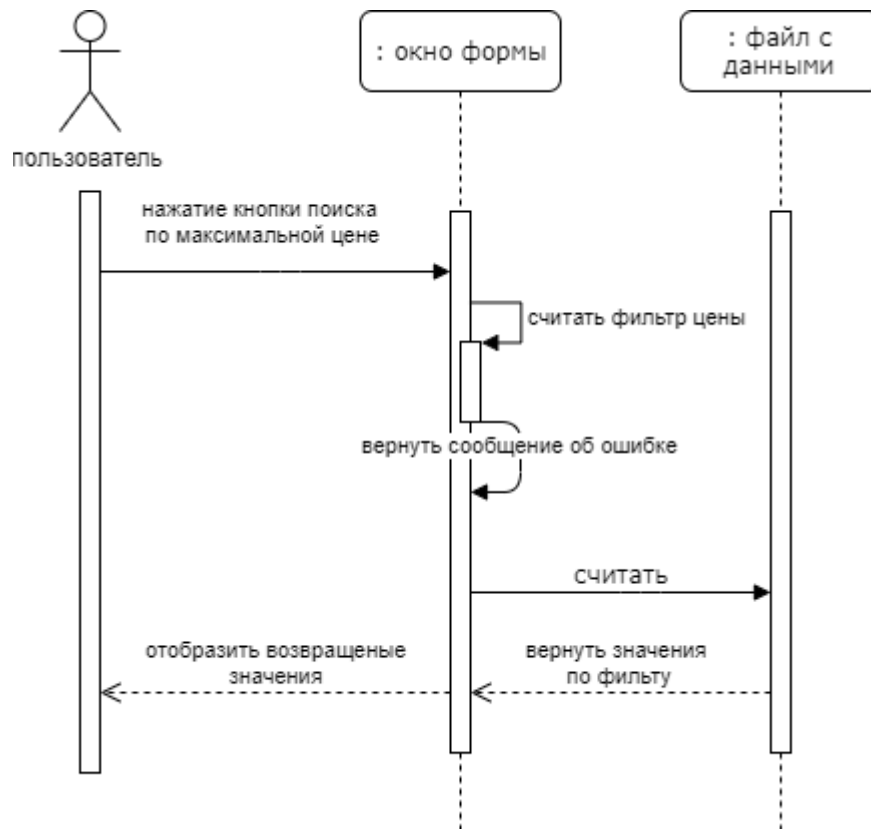 : окно формы
: файл с
данными
пользователь
нажатие кнопки поиска
по максимальной цене
считать фильтр цены
вернуть сообщение об ошибке
считать
отобразить возвращеные
значения
вернуть значения
по фильту